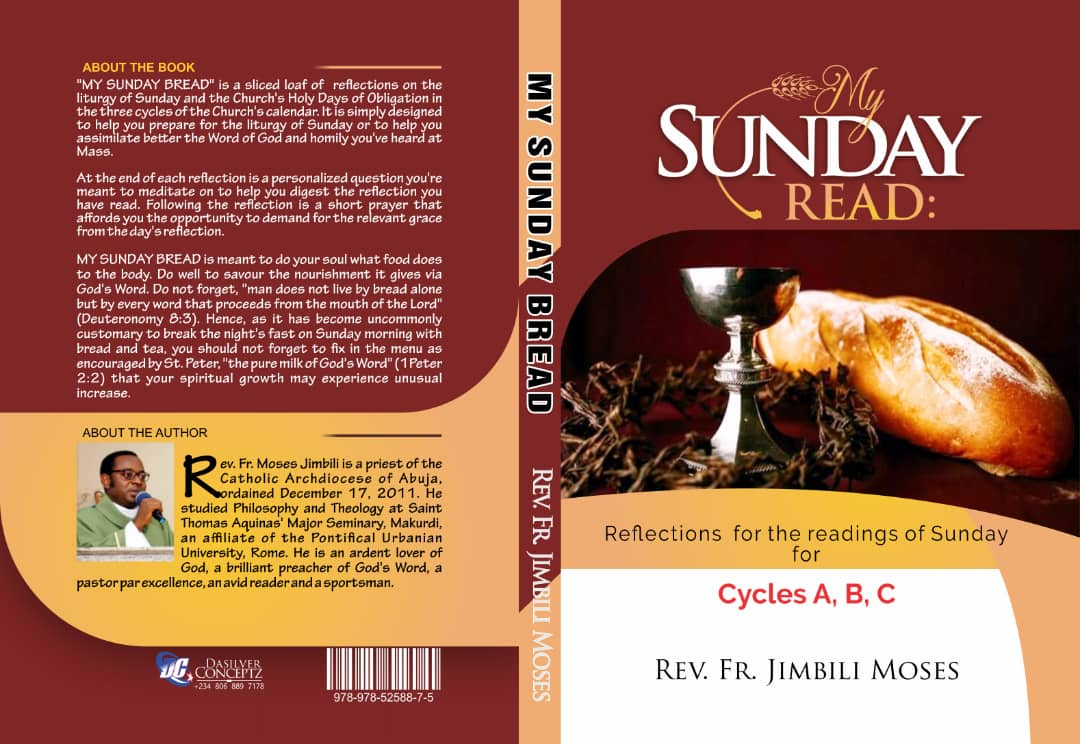 ABOUT THE BOOK
"MY SUNDAY BREAD" is a sliced loaf of reflections on the
liturgy of Sunday and the Church's Holy Days of Obligation in
the three cycles of the Church's calendar. It is simply designed
to help you prepare for the liturgy of Sunday or to help you
assimilate better the Word of God and homily you've heard at
Mass.
At the end of each reflection is a personalized question you're
meant to meditate on to help you digest the reflection you
have read. Following the reflection is a short prayer that
affords you the opportunity to demand for the relevant grace
from the day's reflection.
MY SUNDAY BREAD is meant to do your soul what food does
to the body. Do well to savour the nourishment it gives via
God's Word. Do not forget, "man does not live by bread alone
but by every word that proceeds from the mouth of the Lord"
(Deuteronomy 8:3). Hence, as it has become uncommonly
customary to break the night's fast on Sunday morning with
bread and tea, you should not forget to fix in the menu as
encouraged by St. Peter, "the pure milk of God's Word" (1Peter
2:2) that your spiritual growth may experience unusual
increase.
ABOUT THE AUTHOR
Rev. Fr. Moses Jimbili is a priest of the
Catholic Archdiocese of Abuja,
ordained December 17, 2011. He
studied Philosophy and Theology at Saint
Thomas Aquinas' Major Seminary, Makurdi,
an affiliate of the Pontifical Urbanian
University, Rome. He is an ardent lover of
God, a brilliant preacher of God's Word, a
pastor par excellence, an avid reader and a sportsman.
DC
DASILVER
CONCEPTZ
+234 806 889 7178
978-978-52588-7-5
MY SUNDAY BREAD
REV. FR. JIMBILI MOSES
My
SUNDAY
READ:
Reflections for the readings of Sunday
for
Cycles A, B, C
REV. FR. JIMBILI MOSES